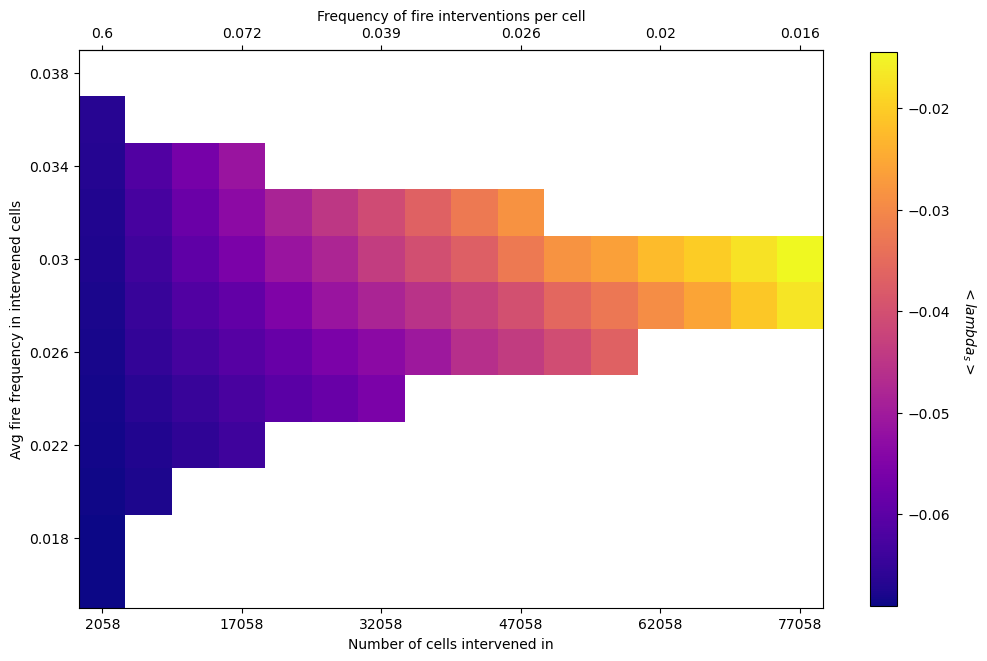 Frequency of fire interventions per cell
0.6 0.072 0.039 0.026 0.02 0.016
0.038
0.034
0.03
0.026
0.022
0.018
Avg fire frequency in intervened cells
2058 17058 32058 47058 62058 77058
Number of cells intervened in
−0.02
−0.03
−0.04
−0.05
−0.06
< lambda_s >